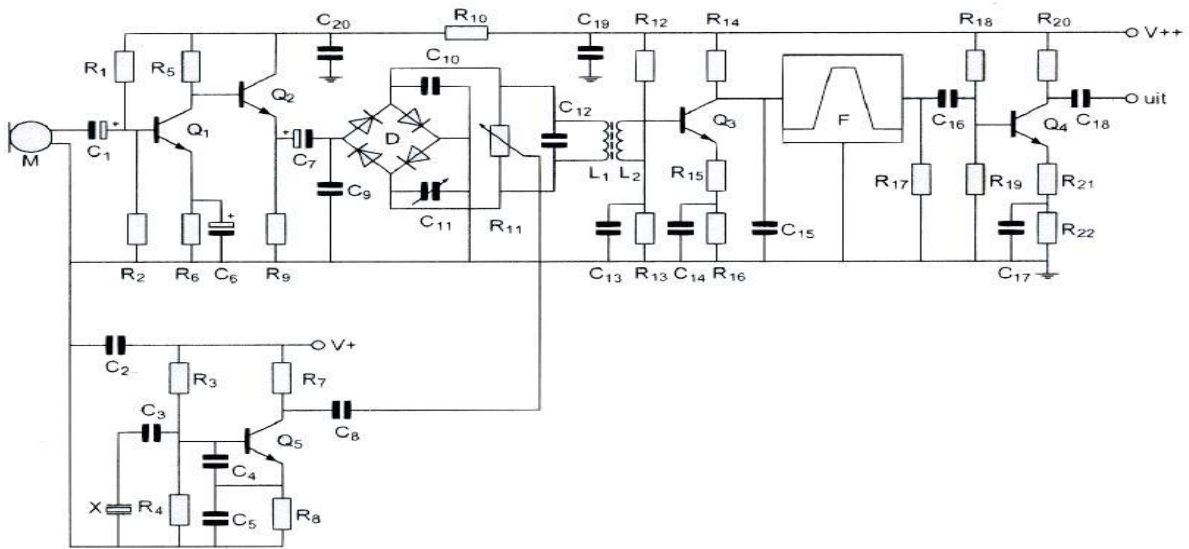 C20 R10 C19 R12 R14 R18 R20
V++
R1 R5 C10
Q2 C12 uit
Q1 D Q3 F C16 Q4 C18
M C1 + + C7 L1 L2
C9 R15 R17 R19 R21
C11 R11 +
C15 R22
R2 R6 C6 R9 C13 R13 C14 R16 C17
V+
C2 R3 R7
C3 C8
Q5
C4
X R4 C5 R8